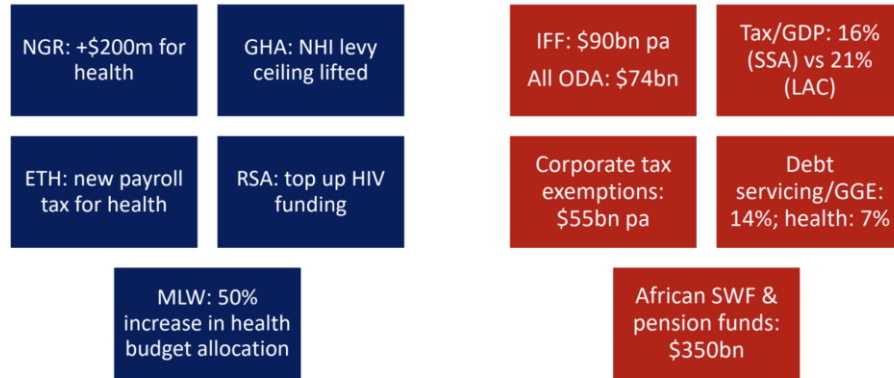 NGR: +$200m for
health
GHA: NHI levy
ceiling lifted
ETH: new payroll
tax for health
RSA: top up HIV
funding
MLW: 50%
increase in health
budget allocation
IFF: $90bn pa
All ODA: $74bn
Tax/GDP: 16%
(SSA) vs 21%
(LAC)
Corporate tax
exemptions:
$55bn pa
Debt
servicing/GGE:
14%; health: 7%
African SWF &
pension funds:
$350bn